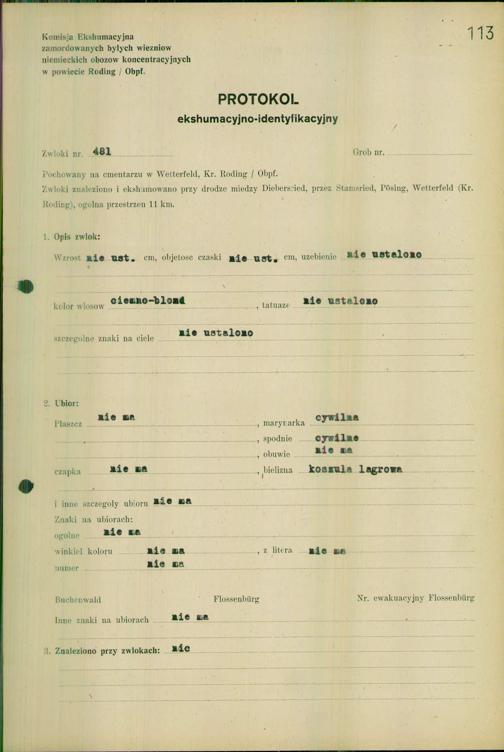 113
Komisja Ekshumacyjna
zamordowanych byłych wiezniow
niemieckich obozow koncentracyjnych
w powiecie Roding / Obpf.
PROTOKOL
ekshumacyjno-identyfikacyjny
Zwloki nr. 481 Grob nr.
Pochowany na cmentarzu w Wetterfeld, Kr. Roding / Obpf.
Zwloki znaleziono i ekshumowano przy drodze miedzy Diebersried, przez Stamsried, Pösing, Wetterfeld (Kr.
Roding), ogolna przestrzen 11 km.
1. Opis zwlok:
Wzrost nie ust. cm, objetosc czaski nie ust. cm, uzebienie nie ustalono
kolor wlosow ciemno-blond, tatuaze nie ustalono
szczegolne znaki na ciele nie ustalono
2. Ubior:
Plaszcz nie ma, marynarka cywilna
, spodnie cywilne
, obuwie nie ma
czapka nie ma, bielizna koszula lagrowa
i inne szczegoly ubioru nie ma
Znaki na ubiorach:
ogolne nie ma
winkiel koloru nie ma, z litera nie ma
numer nie ma
Buchenwald Flossenbürg Nr. ewakuacyjny Flossenbürg
Inne znaki na ubiorach nie ma
3. Znaleziono przy zwlokach: nic